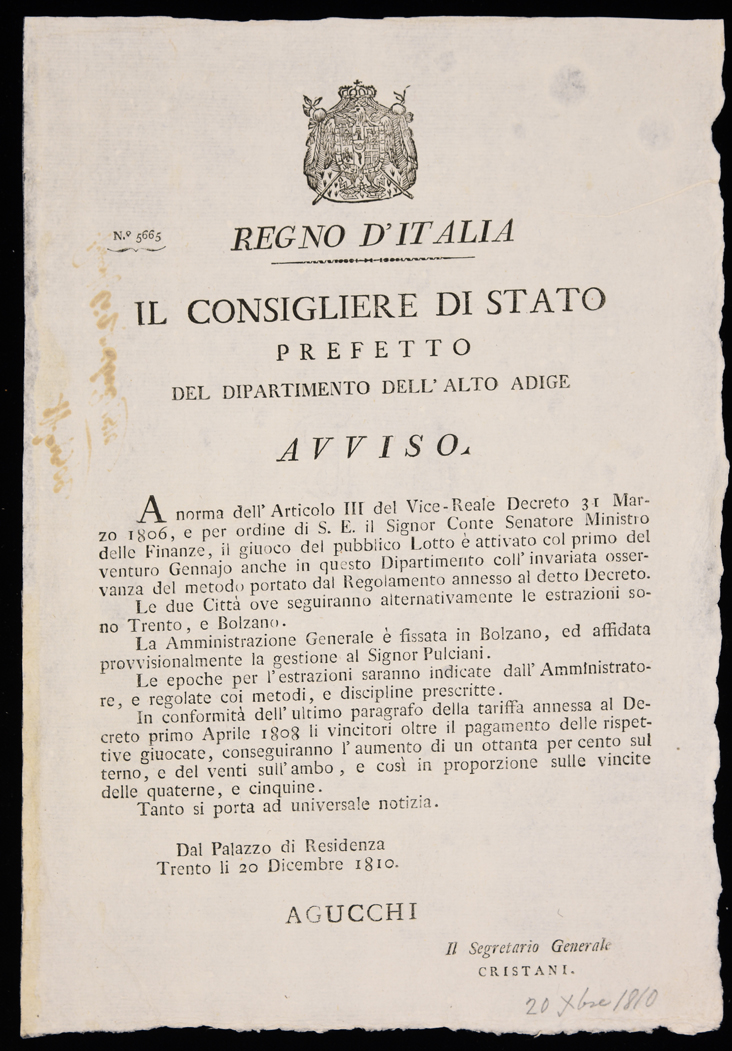 N.º 5665
REGNO D'ITALIA
IL CONSIGLIERE DI STATO
PREFETTO
DEL DIPARTIMENTO DELL'ALTO ADIGE
AVVISO.
A norma dell'Articolo III del Vice-Reale Decreto 31 Mar-
zo 1806, e per ordine di S. E. il Signor Conte Senatore Ministro
delle Finanze, il giuoco del pubblico Lotto è attivato col primo del
venturo Gennajo anche in questo Dipartimento coll'invariata osser-
vanza del metodo portato dal Regolamento annesso al detto Decreto.
Le due Città ove seguiranno alternativamente le estrazioni so-
no Trento, e Bolzano.
La Amministrazione Generale è fissata in Bolzano, ed affidata
provvisionalmente la gestione al Signor Pulciani.
Le epoche per l'estrazioni saranno indicate dall'Amministrato-
re, e regolate coi metodi, e discipline prescritte.
In conformità dell'ultimo paragrafo della tariffa annessa al De-
creto primo Aprile 1808 li vincitori oltre il pagamento delle rispet-
tive giuocate, conseguiranno l'aumento di un ottanta per cento sul
terno, e del venti sull'ambo, e così in proporzione sulle vincite
delle quaterne, e cinquine.
Tanto si porta ad universale notizia.
Dal Palazzo di Residenza
Trento li 20 Dicembre 1810.
AGUCCHI
Il Segretario Generale
CRISTANI.
20 Xbre 1810